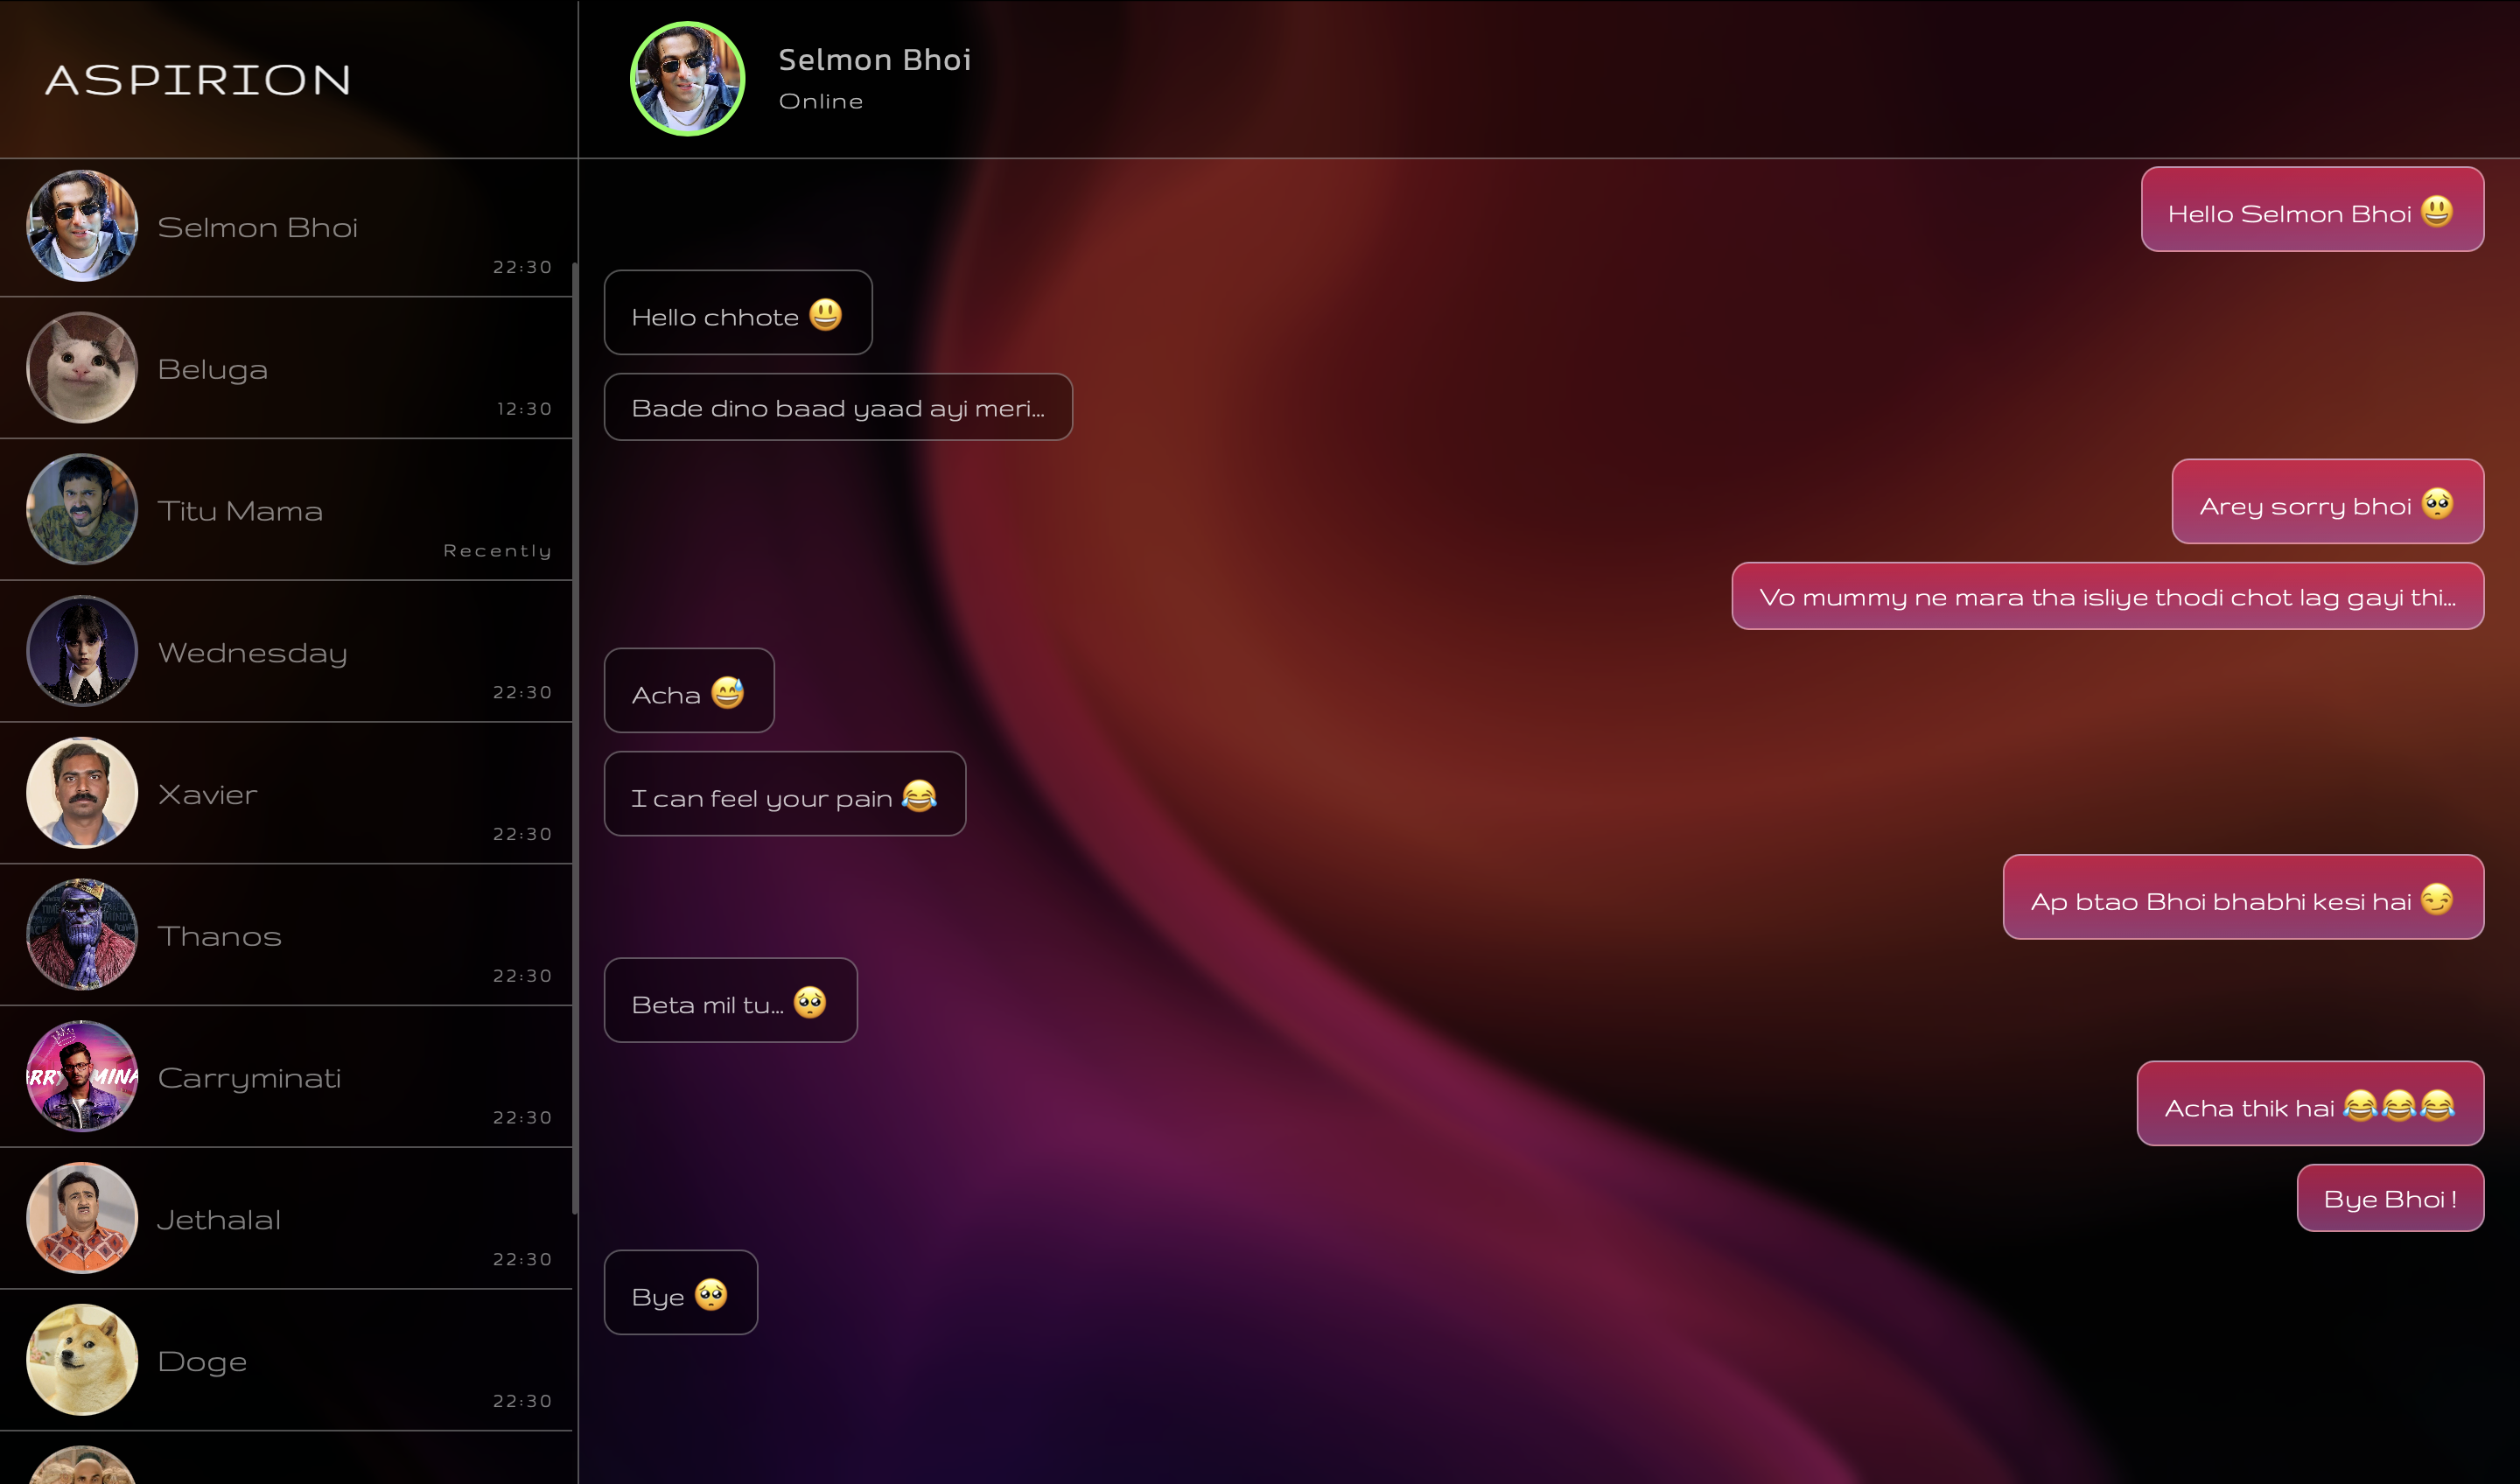 ASPIRION
Selmon Bhoi
22:30
Beluga
12:30
Titu Mama
Recently
Wednesday
22:30
Xavier
22:30
Thanos
22:30
Carryminati
22:30
Jethalal
22:30
Doge
22:30
Selmon Bhoi
Online
Hello Selmon Bhoi 😃
Hello chhote 😃
Bade dino baad yaad ayi meri...
Arey sorry bhoi 🥺
Vo mummy ne mara tha isliye thodi chot lag gayi thi...
Acha 😅
I can feel your pain 😂
Ap btao Bhoi bhabhi kesi hai 😏
Beta mil tu... 🥺
Acha thik hai 😂😂😂
Bye Bhoi !
Bye 🥺